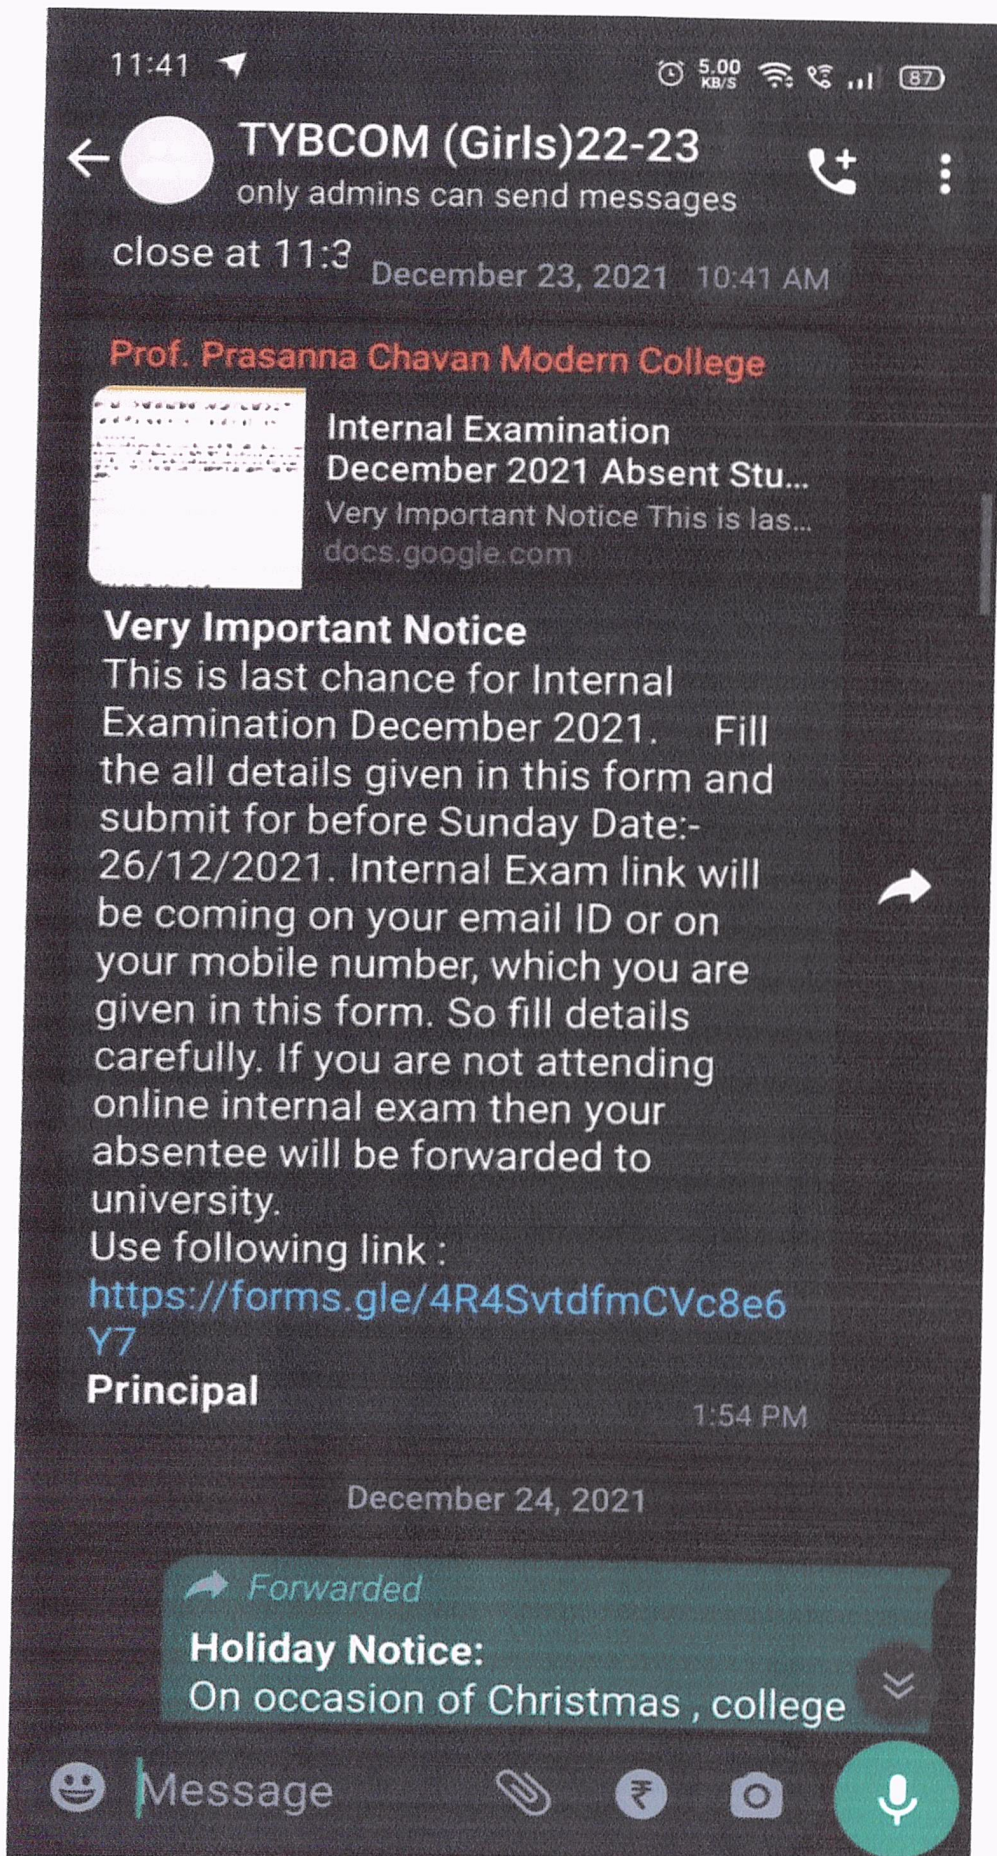 11:41
5.00
KB/S
87
TYBCOM (Girls)22-23
only admins can send messages
close at 11:3
December 23, 2021 10:41 AM
Prof. Prasanna Chavan Modern College
Internal Examination
December 2021 Absent Stu...
Very Important Notice This is las...
docs.google.com
Very Important Notice
This is last chance for Internal
Examination December 2021. Fill
the all details given in this form and
submit for before Sunday Date:-
26/12/2021. Internal Exam link will
be coming on your email ID or on
your mobile number, which you are
given in this form. So fill details
carefully. If you are not attending
online internal exam then your
absentee will be forwarded to
university.
Use following link :
https://forms.gle/4R4SvtdfmCVc8e6
Y7
Principal
1:54 PM
December 24, 2021
Forwarded
Holiday Notice:
On occasion of Christmas , college
Message